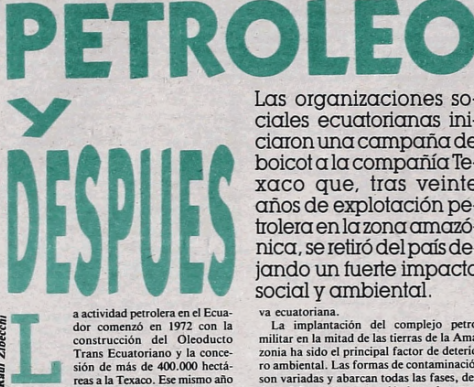 PETROLEO
Y
DESPUES
Las organizaciones so-
ciales ecuatorianas ini-
ciaron una campaña de
boicot a la compañía Te-
xaco que, tras veinte
años de explotación pe-
trolera en la zona amazó-
nica, se retiró del país de-
jando un fuerte impacto
social y ambiental.
Raúl Zibechi
La actividad petrolera en el Ecua-
dor comenzó en 1972 con la
construcción del Oleoducto
Trans Ecuatoriano y la conce-
sión de más de 400.000 hectá-
reas a la Texaco. Ese mismo año
va ecuatoriana.
La implantación del complejo petro
militar en la mitad de las tierras de la Ama
zonia ha sido el principal factor de deterio
ro ambiental. Las formas de contaminació
son variadas y abarcan todas las fases, de